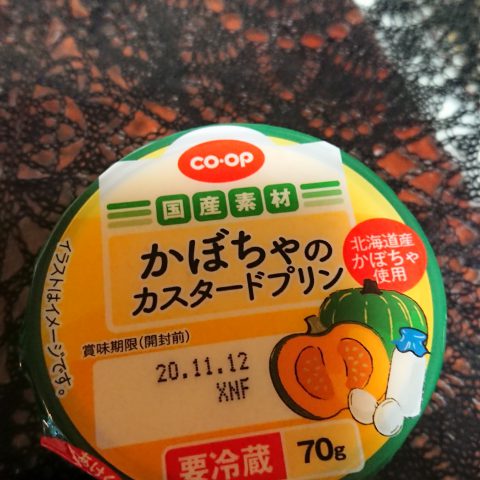 co-op
国産素材
かぼちゃの
カスタードプリン
北海道産
かぼちゃ
使用
イラストはイメージです。
賞味期限(開封前)
20.11.12
XNF
要冷蔵
70g